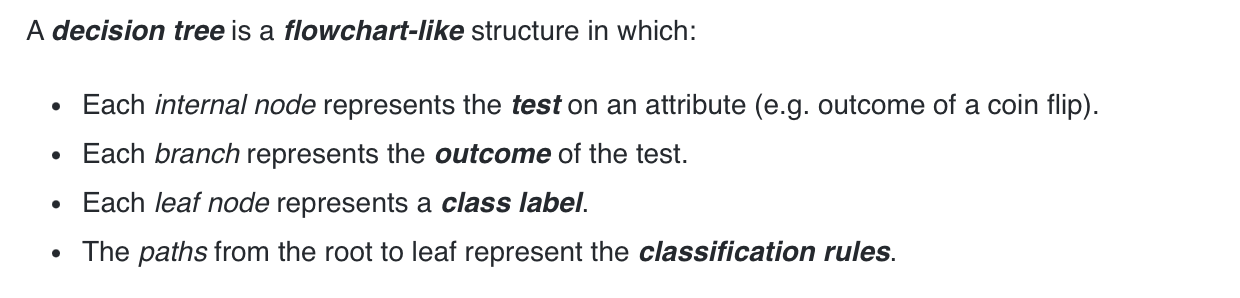 A decision tree is a flowchart-like structure in which:
• Each internal node represents the test on an attribute (e.g. outcome of a coin flip).
• Each branch represents the outcome of the test.
• Each leaf node represents a class label.
• The paths from the root to leaf represent the classification rules.